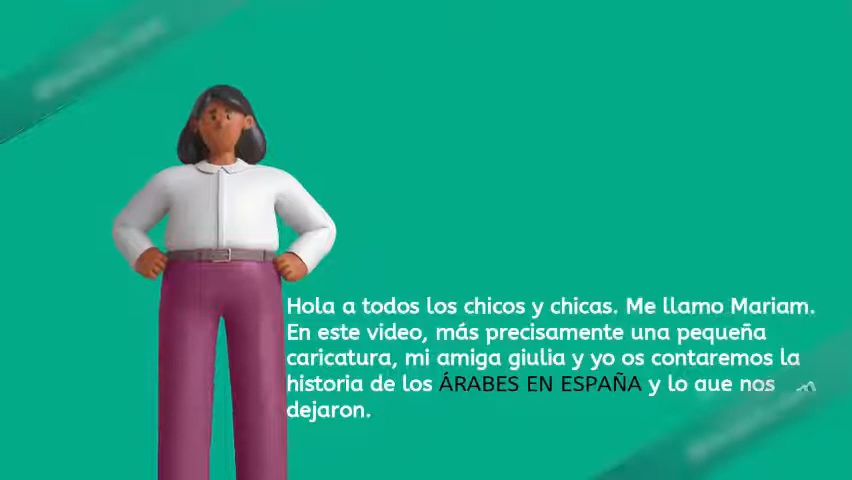 Hola a todos los chicos y chicas. Me llamo Mariam.
En este video, más precisamente una pequeña
caricatura, mi amiga giulia y yo os contaremos la
historia de los ÁRABES EN ESPAÑA y lo que nos
dejaron.